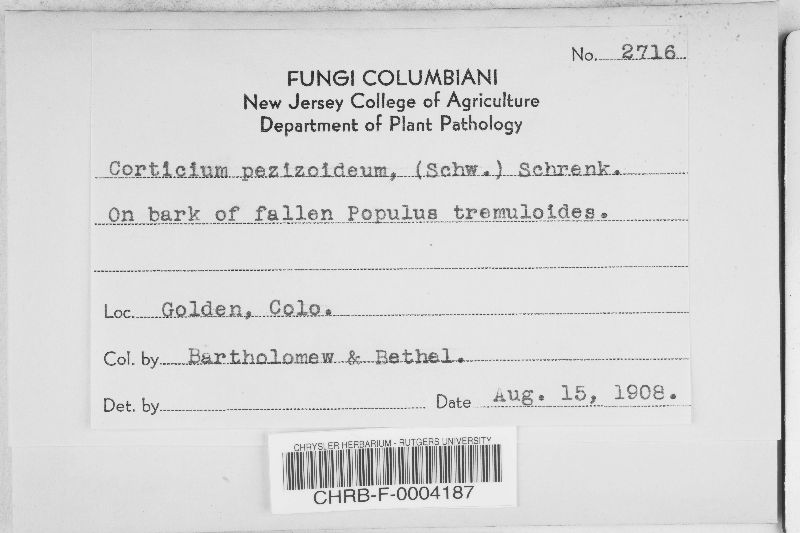 No. 2716
FUNGI COLUMBIANI
New Jersey College of Agriculture
Department of Plant Pathology
Corticium pezizoideum, (Schw.) Schrenk.
On bark of fallen Populus tremuloides.
Loc. Golden, Colo.
Col. by Bartholomew & Bethel.
Det. by
Date Aug. 15, 1908.
CHRYSLER HERBARIUM - RUTGERS UNIVERSITY
CHRB-F-0004187